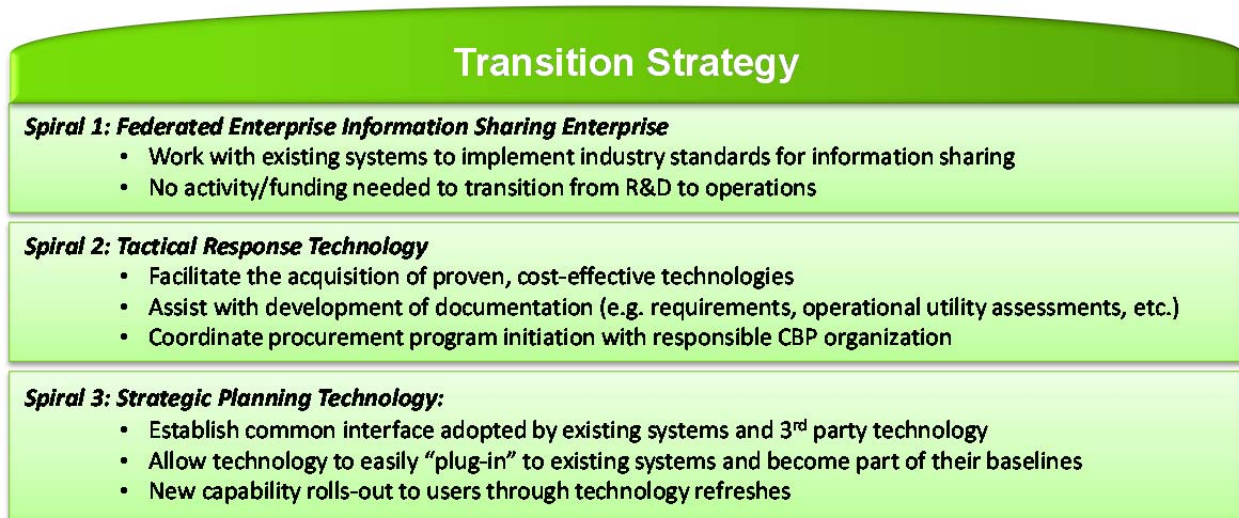 Transition Strategy
Spiral 1: Federated Enterprise Information Sharing Enterprise
• Work with existing systems to implement industry standards for information sharing
• No activity/funding needed to transition from R&D to operations
Spiral 2: Tactical Response Technology
• Facilitate the acquisition of proven, cost-effective technologies
• Assist with development of documentation (e.g. requirements, operational utility assessments, etc.)
• Coordinate procurement program initiation with responsible CBP organization
Spiral 3: Strategic Planning Technology:
• Establish common interface adopted by existing systems and 3rd party technology
• Allow technology to easily “plug-in” to existing systems and become part of their baselines
• New capability rolls-out to users through technology refreshes